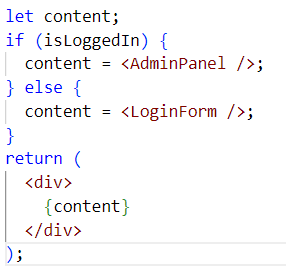 let content;
if (isLoggedIn) {
  content = <AdminPanel />;
} else {
  content = <LoginForm />;
}
return (
  <div>
    {content}
  </div>
);